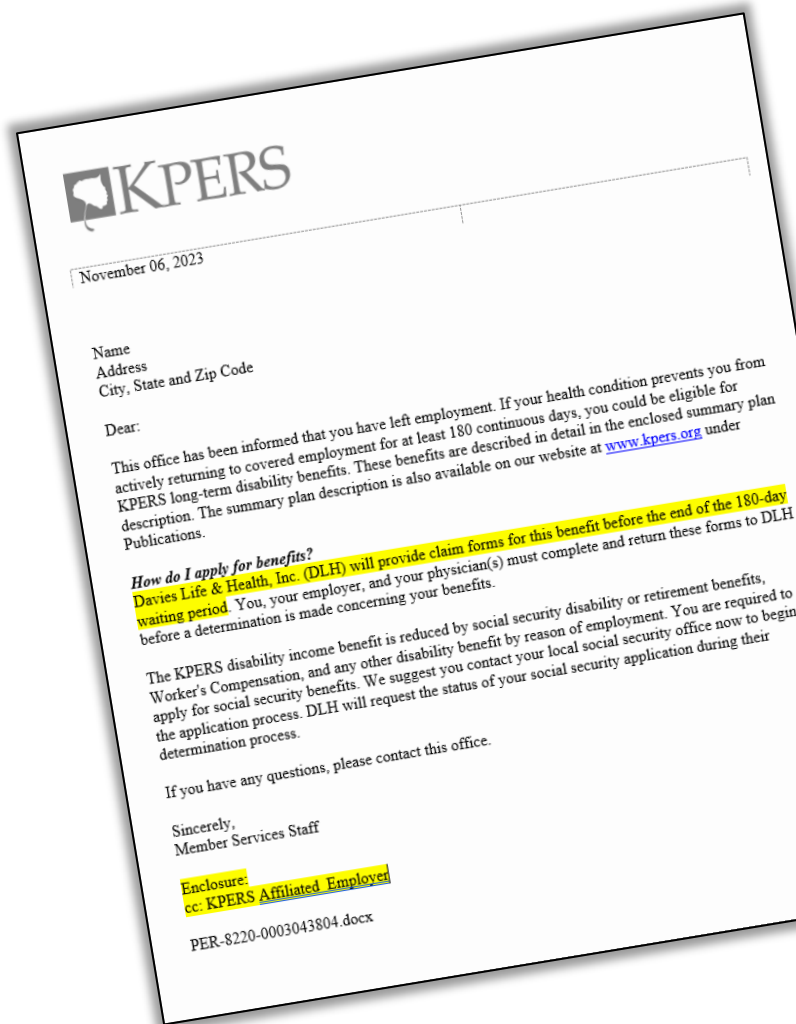 KPERS
November 06, 2023
Name
Address
City, State and Zip Code
Dear:
This office has been informed that you have left employment. If your health condition prevents you from
actively returning to covered employment for at least 180 continuous days, you could be eligible for
KPERS long-term disability benefits. These benefits are described in detail in the enclosed summary plan
description. The summary plan description is also available on our website at www.kpers.org under
Publications.
How do I apply for benefits?
Davies Life & Health, Inc. (DLH) will provide claim forms for this benefit before the end of the 180-day
waiting period. You, your employer, and your physician(s) must complete and return these forms to DLH
before a determination is made concerning your benefits.
The KPERS disability income benefit is reduced by social security disability or retirement benefits,
Worker's Compensation, and any other disability benefit by reason of employment. You are required to
apply for social security benefits. We suggest you contact your local social security office now to begin
the application process. DLH will request the status of your social security application during their
determination process.
If you have any questions, please contact this office.
Sincerely,
Member Services Staff
Enclosure:
cc: KPERS Affiliated Employer
PER-8220-0003043804.docx